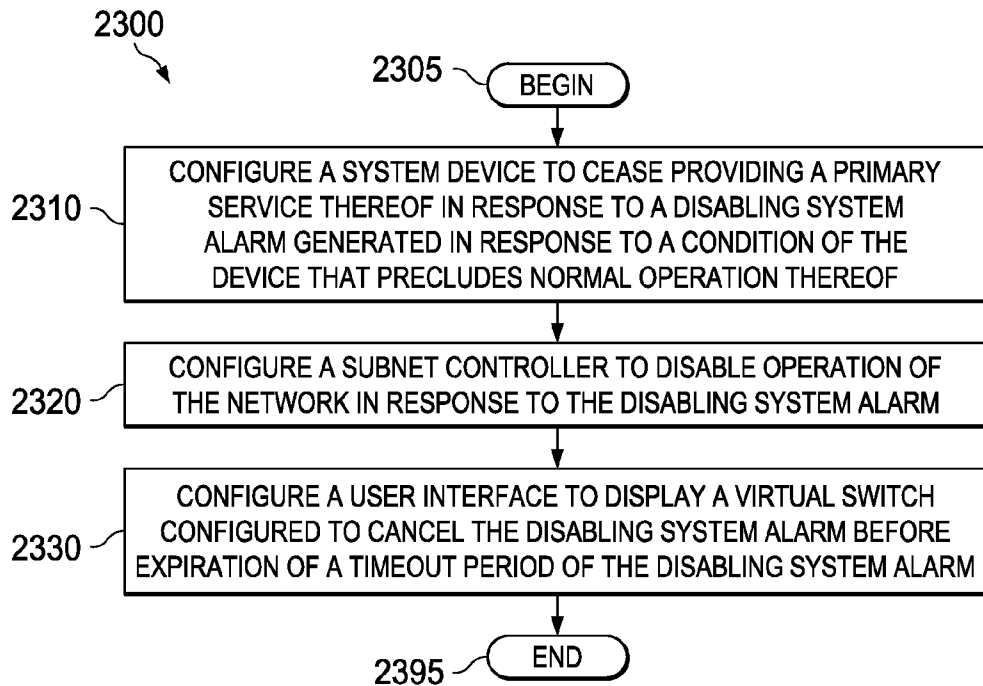 2300
2305
BEGIN
2310
CONFIGURE A SYSTEM DEVICE TO CEASE PROVIDING A PRIMARY
SERVICE THEREOF IN RESPONSE TO A DISABLING SYSTEM
ALARM GENERATED IN RESPONSE TO A CONDITION OF THE
DEVICE THAT PRECLUDES NORMAL OPERATION THEREOF
2320
CONFIGURE A SUBNET CONTROLLER TO DISABLE OPERATION OF
THE NETWORK IN RESPONSE TO THE DISABLING SYSTEM ALARM
2330
CONFIGURE A USER INTERFACE TO DISPLAY A VIRTUAL SWITCH
CONFIGURED TO CANCEL THE DISABLING SYSTEM ALARM BEFORE
EXPIRATION OF A TIMEOUT PERIOD OF THE DISABLING SYSTEM ALARM
2395
END